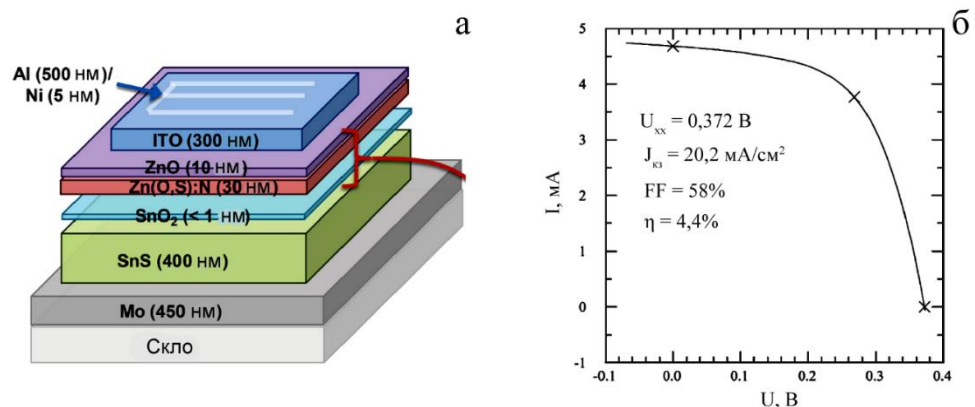 а
Al (500 нм)/
Ni (5 нм)
ITO (300 нм)
ZnO (10 нм)
Zn(O,S):N (30 нм)
SnO₂ (< 1 нм)
SnS (400 нм)
Mo (450 нм)
Скло
б
5
4
3
2
1
0
-1
I, мА
Uхх = 0,372 В
Jкз = 20,2 мА/см²
FF = 58%
η = 4,4%
-0.1 0.0 0.1 0.2 0.3 0.4
U, В